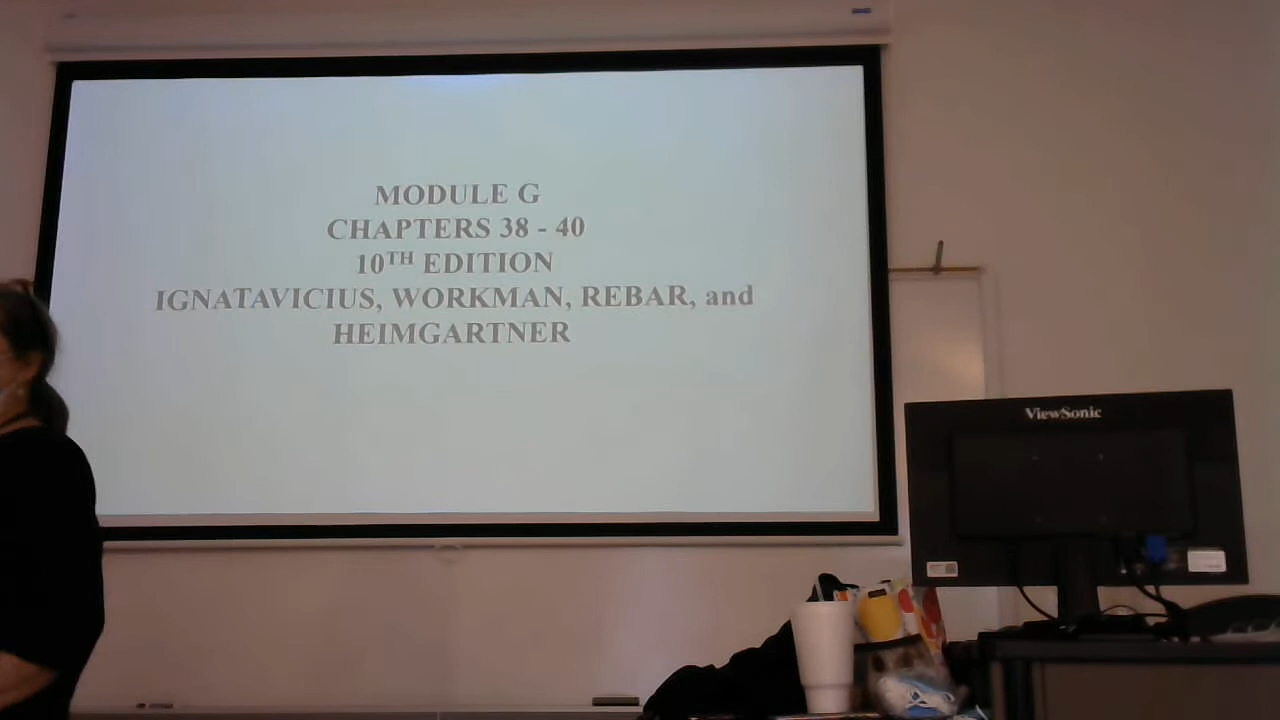 MODULE G
CHAPTERS 38 - 40
10TH EDITION
IGNATAVICIUS, WORKMAN, REBAR, and
HEIMGARTNER
ViewSonic